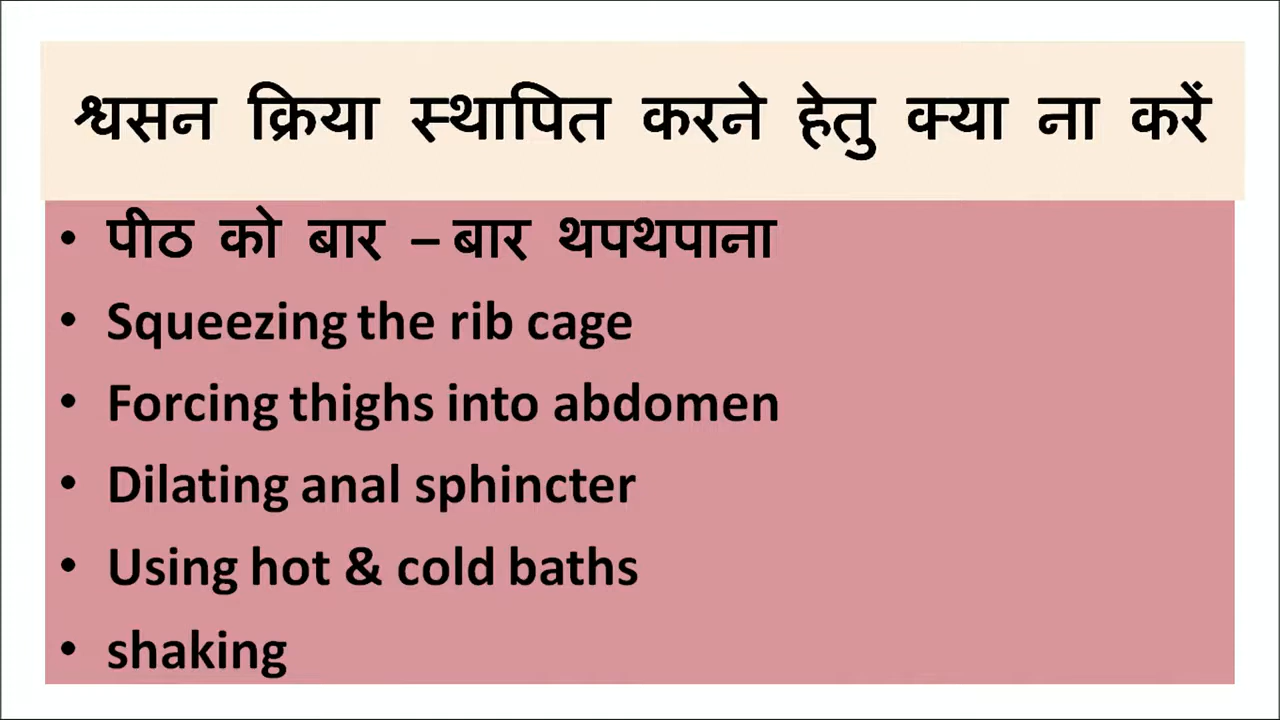 श्वसन क्रिया स्थापित करने हेतु क्या ना करें
• पीठ को बार – बार थपथपाना
• Squeezing the rib cage
• Forcing thighs into abdomen
• Dilating anal sphincter
• Using hot & cold baths
• shaking